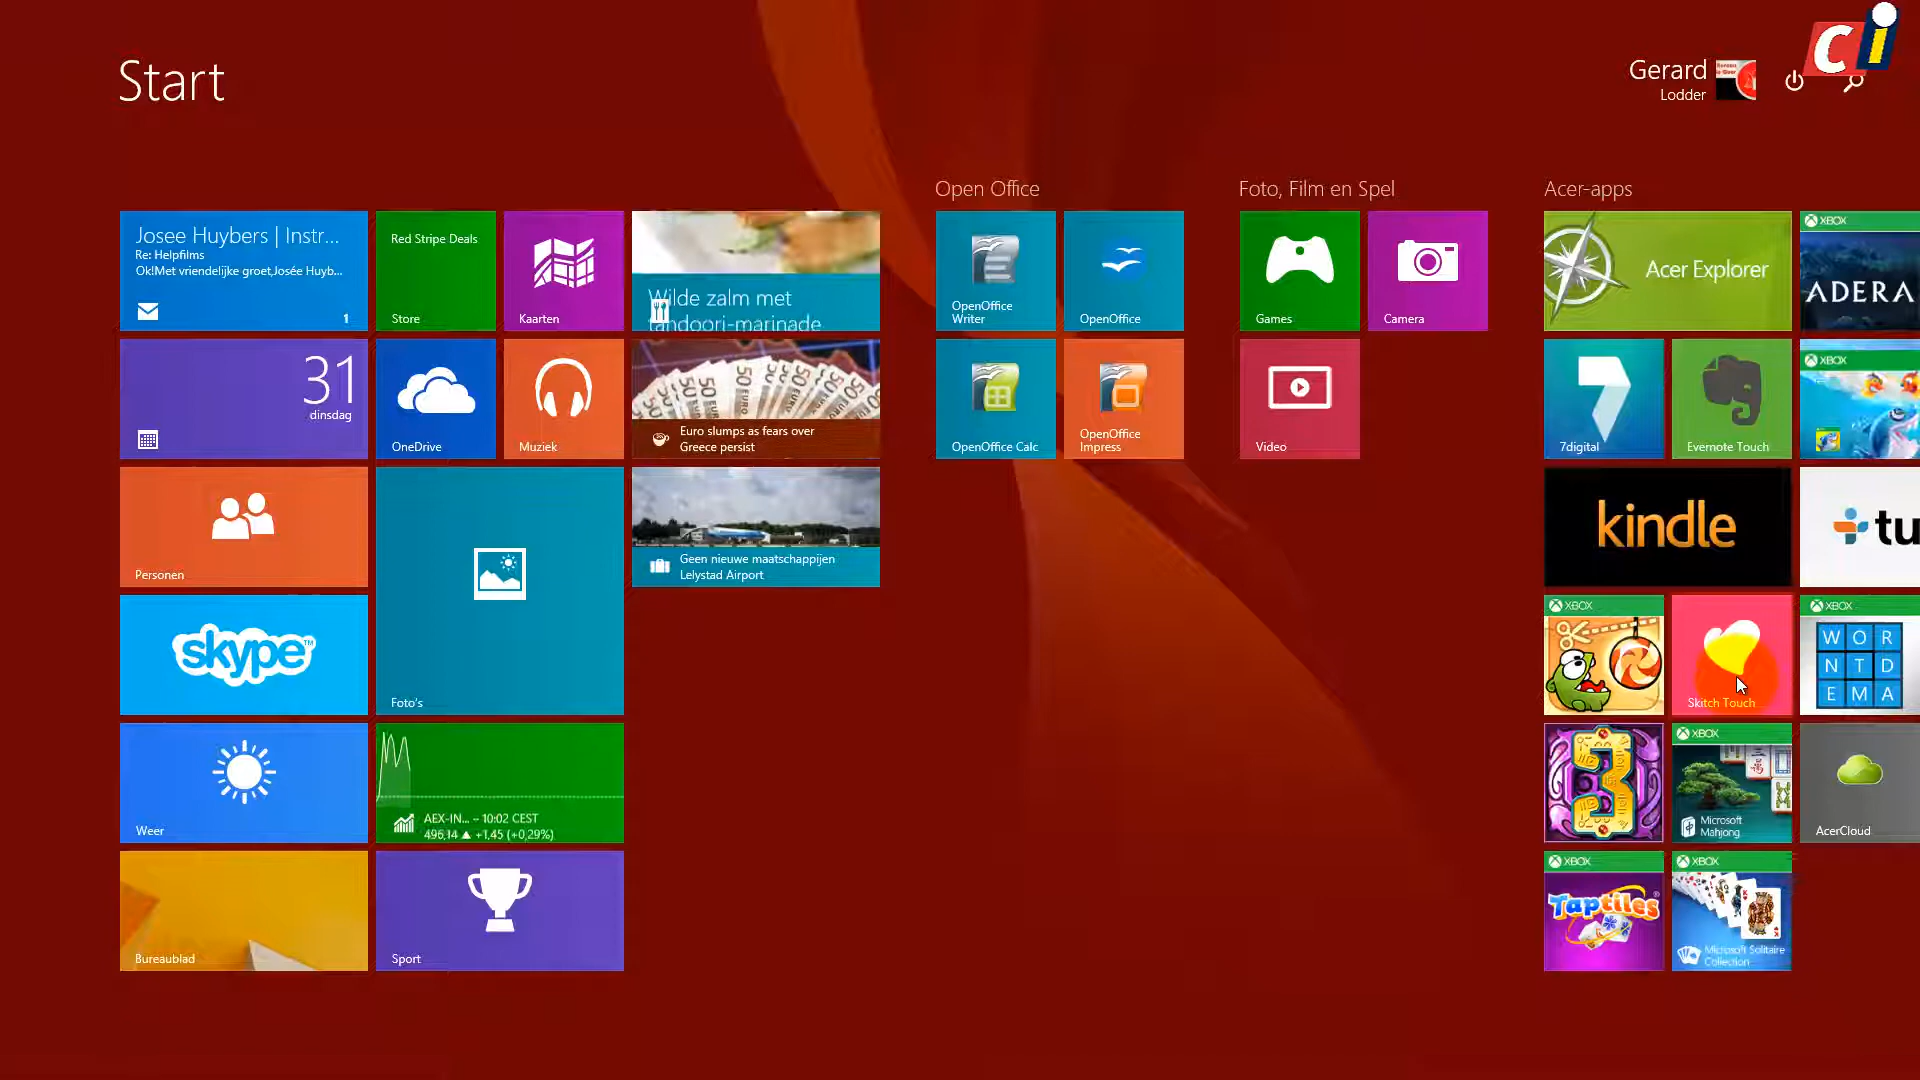 Start
Gerard
Lodder
Ci
Open Office
Foto, Film en Spel
Acer-apps
Josee Huybers | Instr...
Re: Helpfilms
Ok!Met vriendelijke groet,Josée Huyb...
1
Red Stripe Deals
Store
Kaarten
Wilde zalm met
tandoori-marinade
OpenOffice
Writer
OpenOffice
Games
Camera
Acer Explorer
XBOX
ADERA
31
dinsdag
OneDrive
Muziek
Euro slumps as fears over
Greece persist
OpenOffice Calc
OpenOffice
Impress
Video
7digital
Evernote Touch
XBOX
Personen
Geen nieuwe maatschappijen
Lelystad Airport
kindle
tu
skype™
Foto's
XBOX
Skitch Touch
XBOX
W O R
N T D
E M A
Weer
AEX-IN... – 10:02 CEST
496,14 ▲ +1,45 (+0,29%)
3
XBOX
Microsoft
Mahjong
AcerCloud
Bureaublad
Sport
XBOX
Taptiles
XBOX
Microsoft Solitaire
Collection